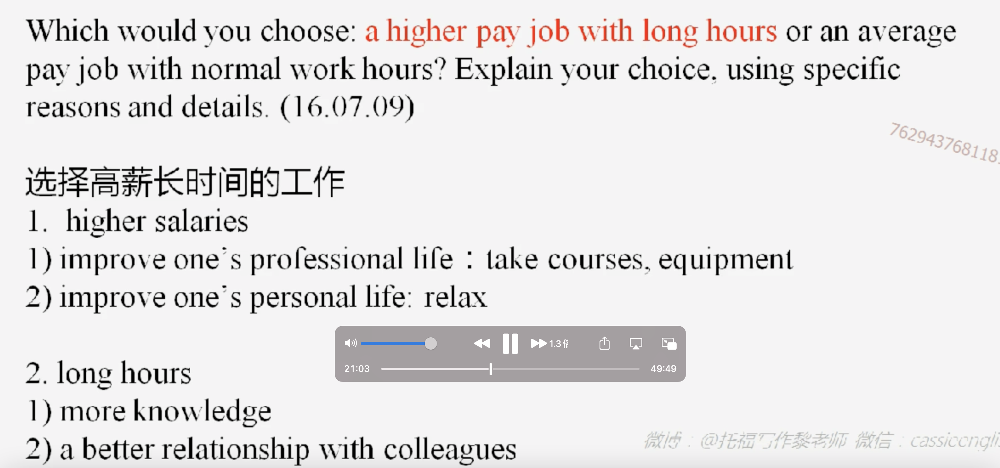 Which would you choose: a higher pay job with long hours or an average
pay job with normal work hours? Explain your choice, using specific
reasons and details. (16.07.09)
762943768118
选择高薪长时间的工作
1. higher salaries
1) improve one's professional life：take courses, equipment
2) improve one's personal life: relax
1.3倍
21:03
49:49
2. long hours
1) more knowledge
2) a better relationship with colleagues
微博：@托福写作黎老师 微信：